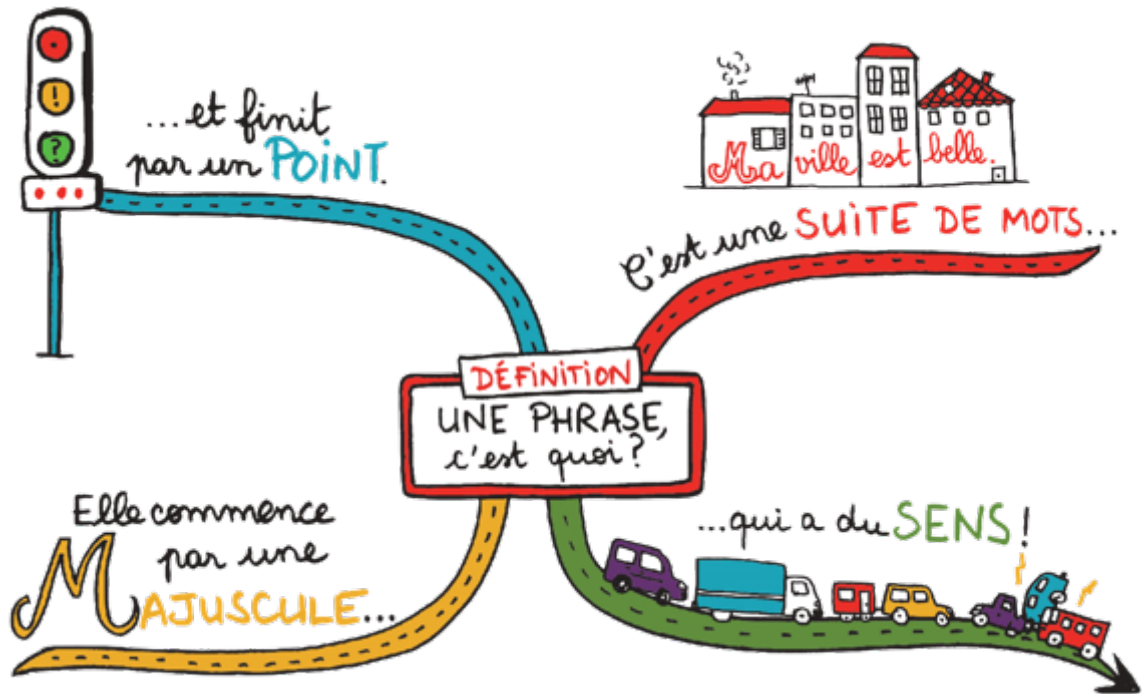 DÉFINITION
UNE PHRASE,
c'est quoi ?
C'est une SUITE DE MOTS...
Ma ville est belle.
...qui a du SENS !
Elle commence
par une
MAJUSCULE...
...et finit
par un POINT.
.
!
?
...